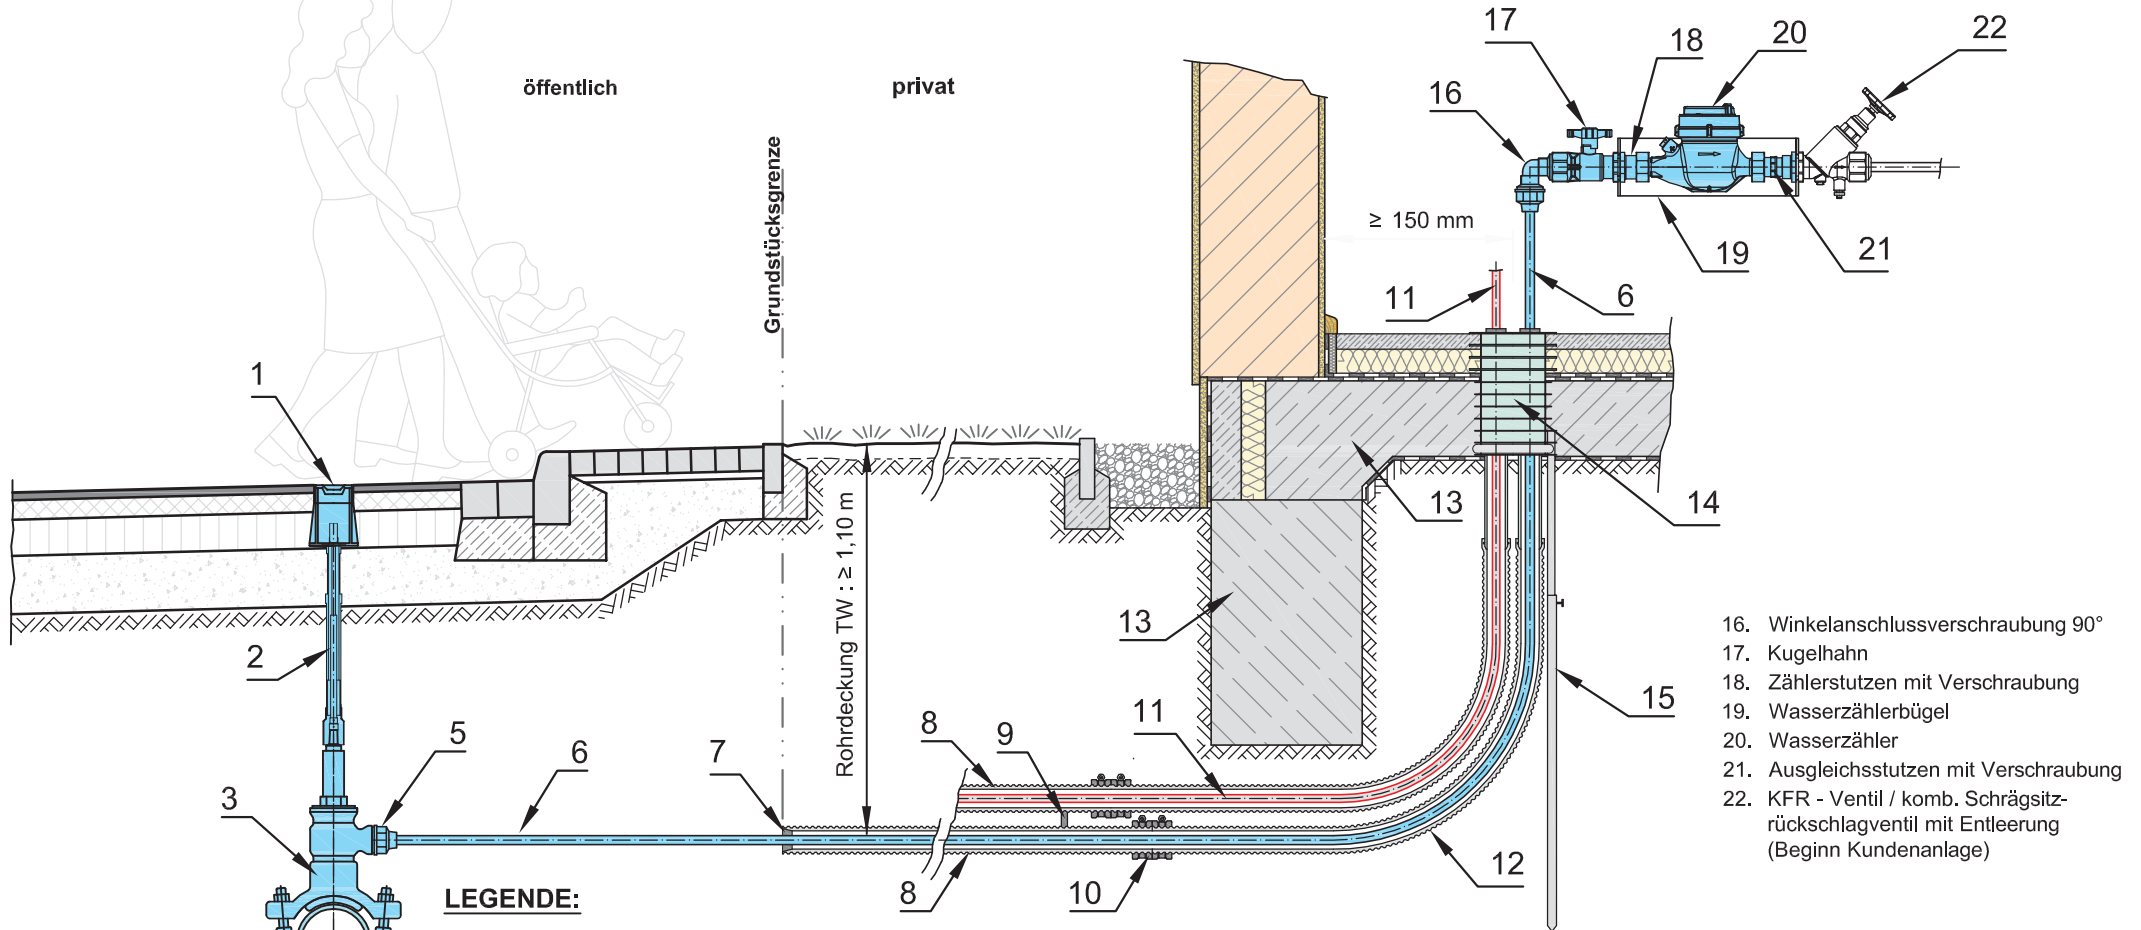 17
18
20
22
öffentlich
privat
16
Grundstücksgrenze
≥ 150 mm
19
21
11
6
1
Rohrdeckung TW : ≥ 1,10 m
13
14
13
2
15
5
6
7
8
9
11
3
12
8
10
LEGENDE:
16. Winkelanschlussverschraubung 90°
17. Kugelhahn
18. Zählerstutzen mit Verschraubung
19. Wasserzählerbügel
20. Wasserzähler
21. Ausgleichsstutzen mit Verschraubung
22. KFR - Ventil / komb. Schrägsitz-
rückschlagventil mit Entleerung
(Beginn Kundenanlage)